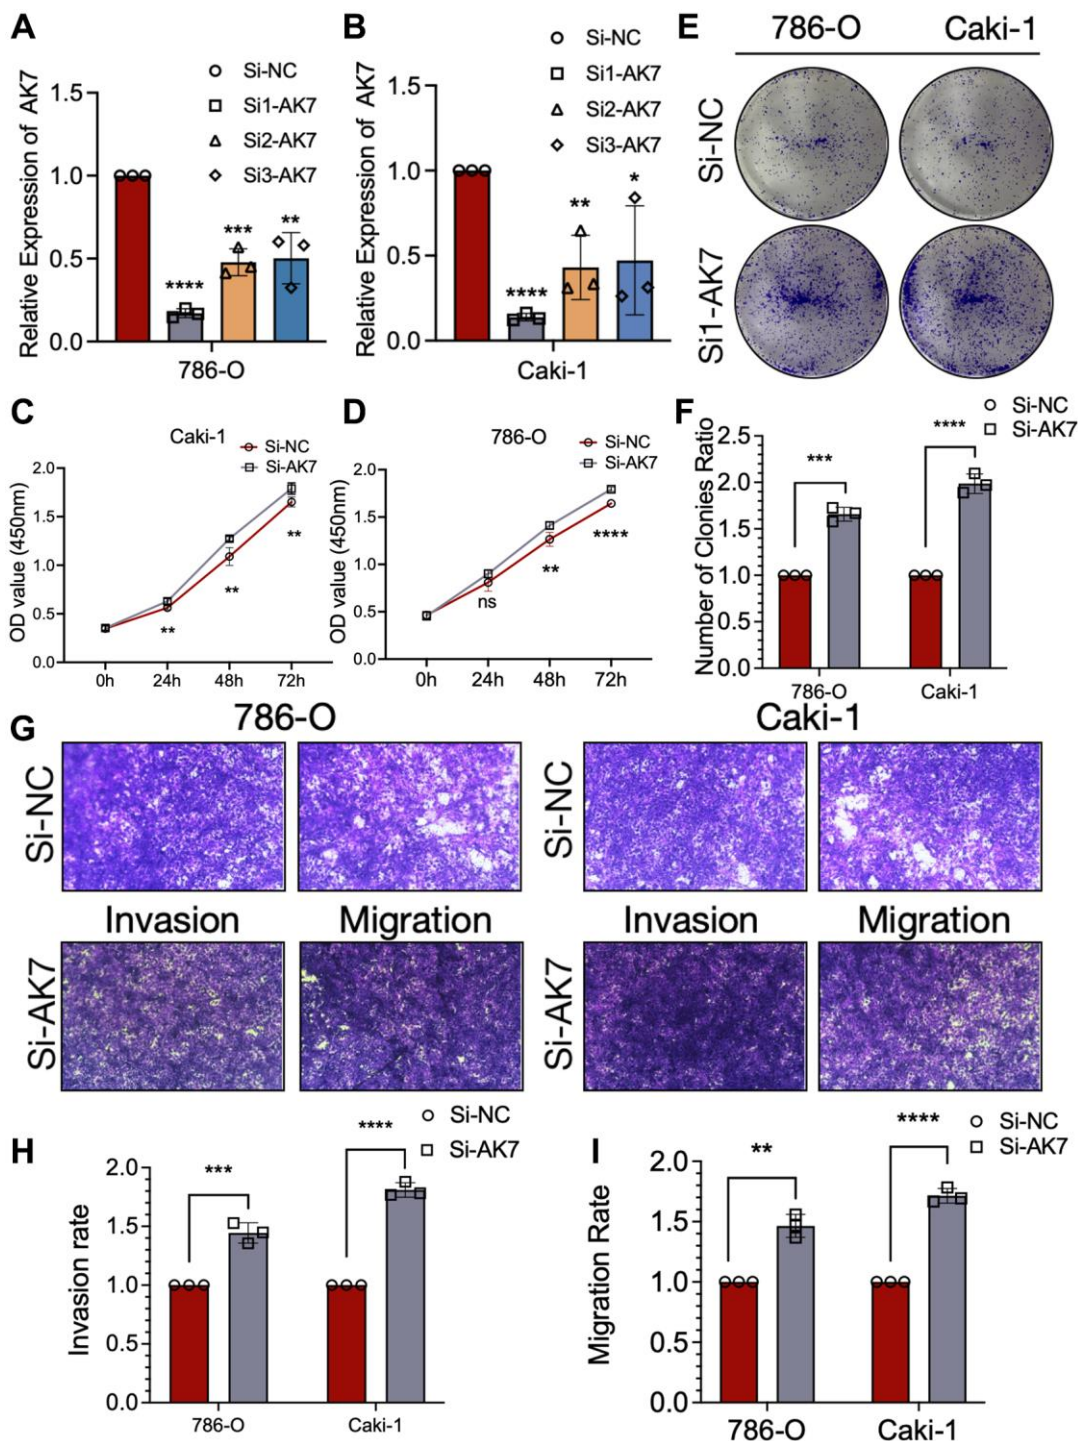 A
Si-NC
Si1-AK7
Si2-AK7
Si3-AK7
Relative Expression of AK7
1.5
1.0
0.5
0.0
****
***
**
786-O
B
Si-NC
Si1-AK7
Si2-AK7
Si3-AK7
Relative Expression of AK7
1.5
1.0
0.5
0.0
****
**
*
Caki-1
E
786-O
Caki-1
Si-NC
Si1-AK7
C
Caki-1
Si-NC
Si-AK7
OD value (450nm)
2.0
1.5
1.0
0.5
0.0
**
**
**
0h
24h
48h
72h
D
786-O
Si-NC
Si-AK7
OD value (450nm)
2.0
1.5
1.0
0.5
0.0
ns
**
****
0h
24h
48h
72h
F
Si-NC
Si-AK7
Number of Clonies Ratio
2.5
2.0
1.5
1.0
0.5
0.0
***
****
786-O
Caki-1
G
786-O
Caki-1
Si-NC
Si-NC
Invasion
Migration
Invasion
Migration
Si-AK7
Si-AK7
H
Si-NC
Si-AK7
Invasion rate
2.0
1.5
1.0
0.5
0.0
***
****
786-O
Caki-1
I
Si-NC
Si-AK7
Migration Rate
2.0
1.5
1.0
0.5
0.0
**
****
786-O
Caki-1